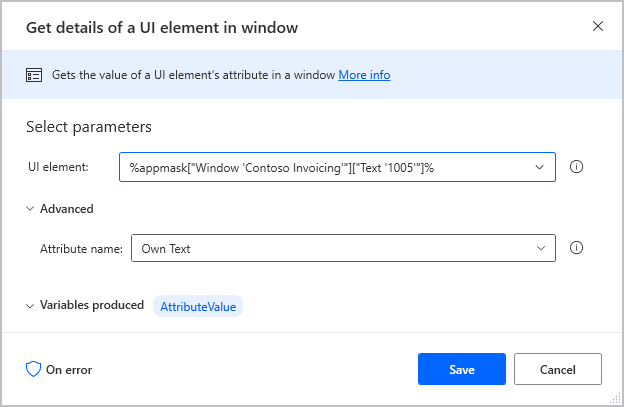 Get details of a UI element in window
Gets the value of a UI element's attribute in a window More info
Select parameters
UI element: %appmask["Window 'Contoso Invoicing'"]["Text '1005'"]%
Advanced
Attribute name: Own Text
Variables produced AttributeValue
On error Save Cancel